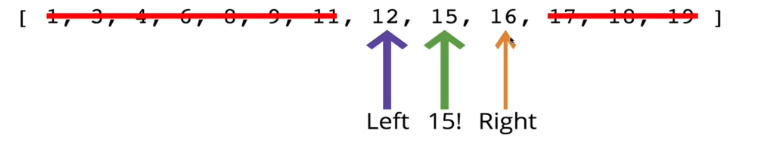 [ 1, 3, 4, 6, 8, 9, 11, 12, 15, 16, 17, 18, 19 ]
Left 15! Right